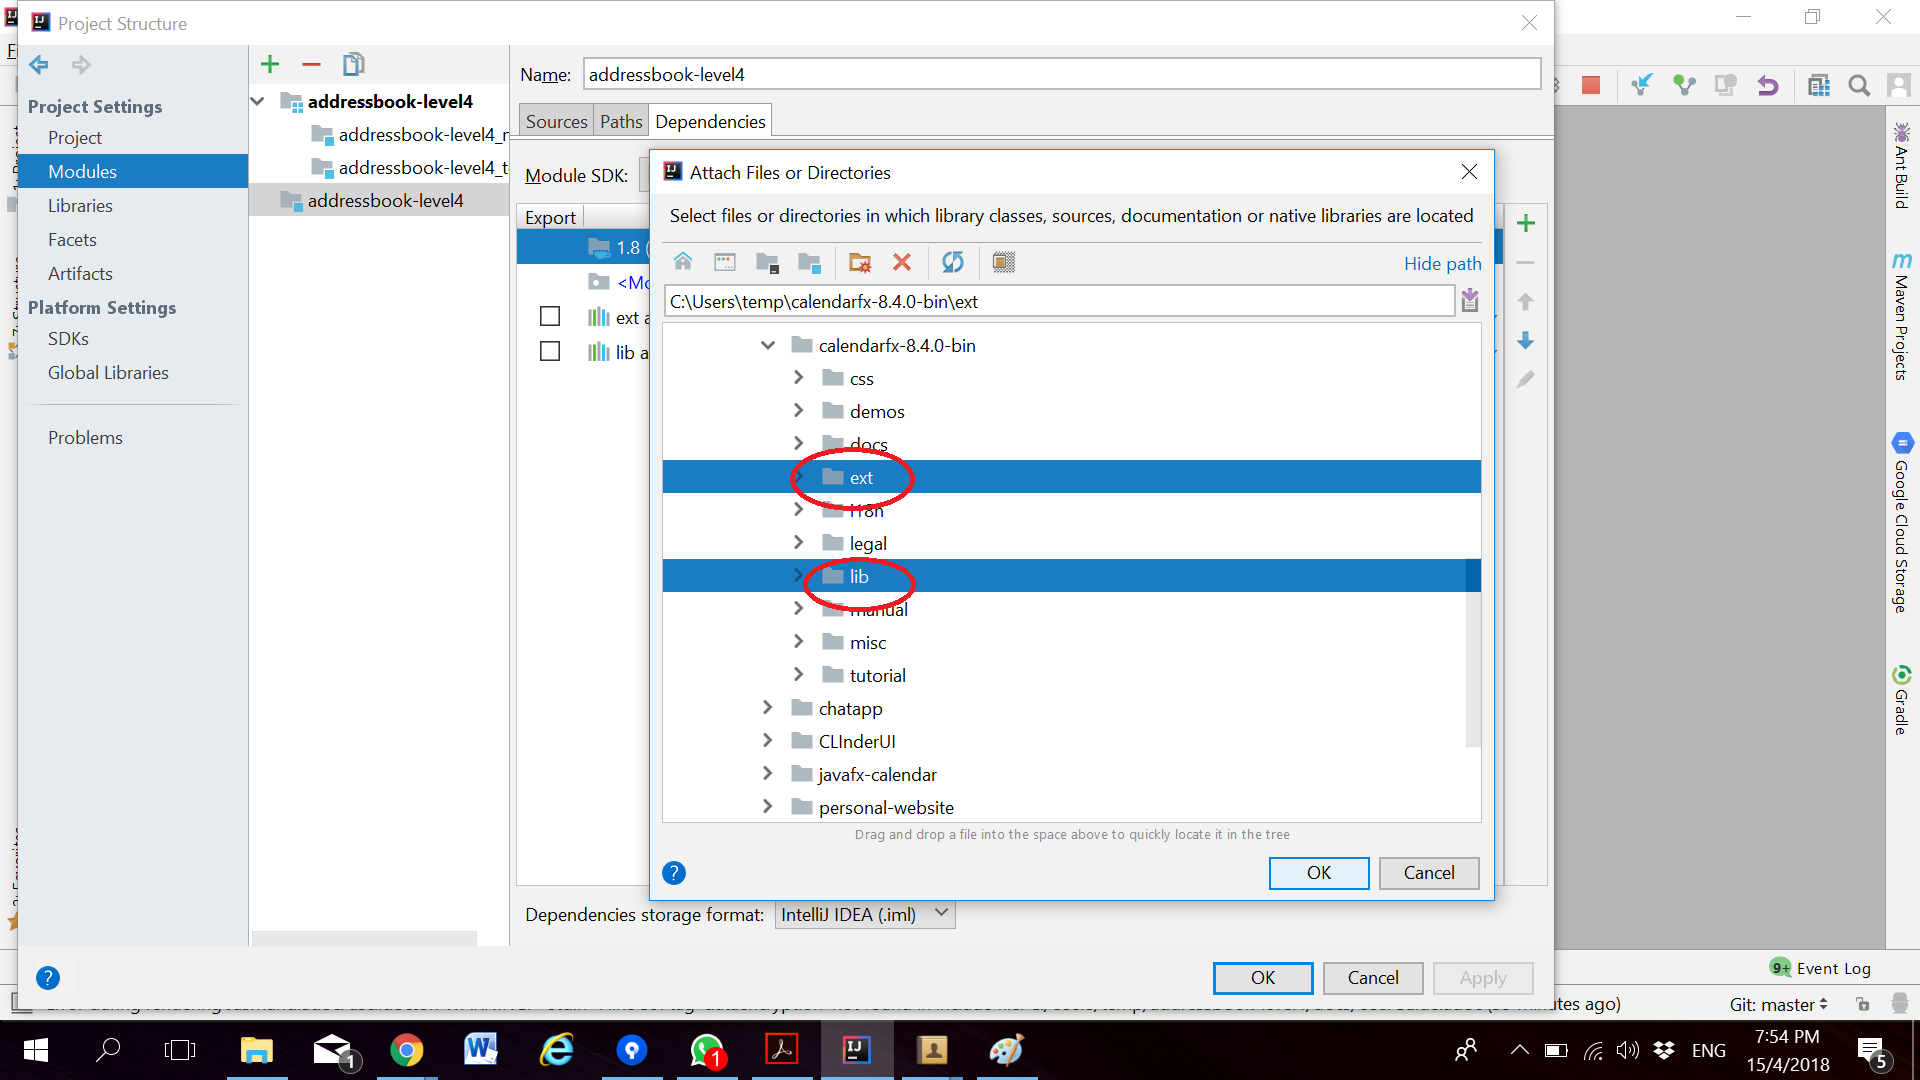 Project Structure
Project Settings
Project
Modules
Libraries
Facets
Artifacts
Platform Settings
SDKs
Global Libraries
Problems
addressbook-level4
addressbook-level4_
addressbook-level4_t
addressbook-level4
Name: addressbook-level4
Sources Paths Dependencies
Module SDK:
Export
1.8 (
<Mo
ext a
lib a
Attach Files or Directories
Select files or directories in which library classes, sources, documentation or native libraries are located
Hide path
C:\Users\temp\calendarfx-8.4.0-bin\ext
calendarfx-8.4.0-bin
css
demos
docs
ext
legal
lib
manual
misc
tutorial
chatapp
CLInderUI
javafx-calendar
personal-website
Drag and drop a file into the space above to quickly locate it in the tree
OK Cancel
Dependencies storage format: IntelliJ IDEA (.iml)
OK Cancel Apply
Ant Build
Maven Projects
Google Cloud Storage
Gradle
9+ Event Log
utes ago)
Git: master
1
1
ENG
7:54 PM
15/4/2018
5